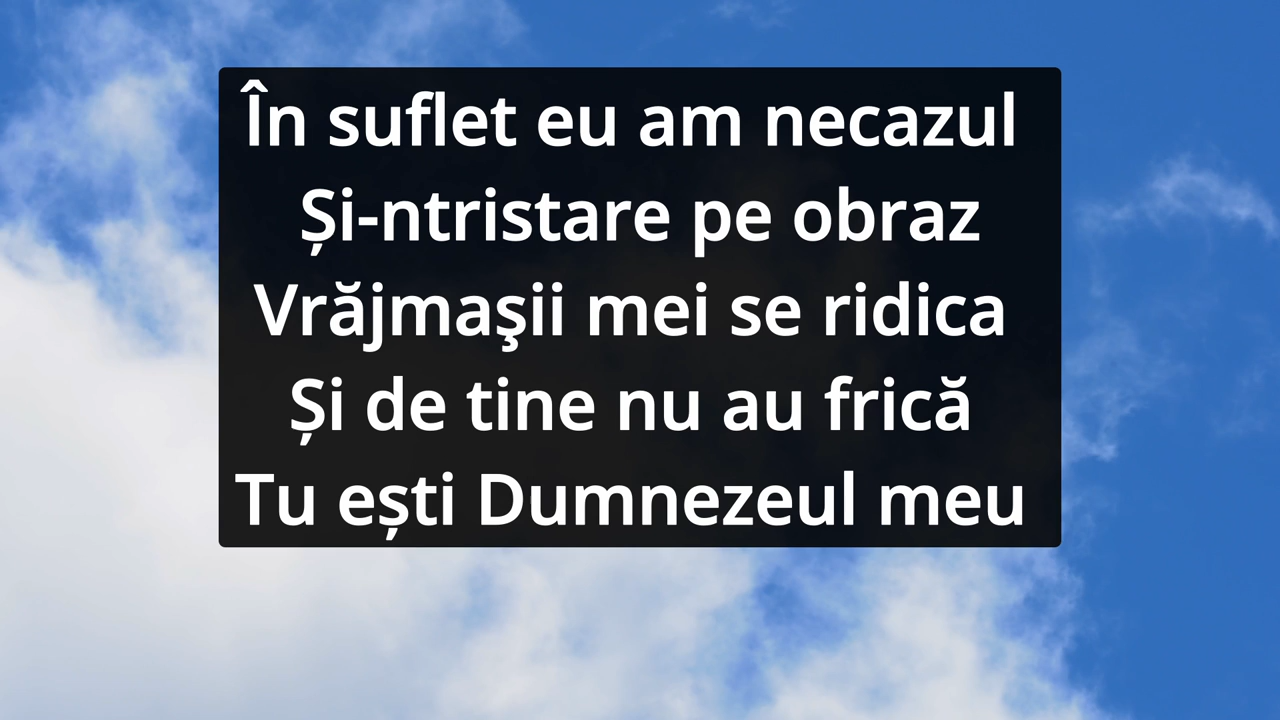 În suflet eu am necazul
Și-ntristare pe obraz
Vrăjmaşii mei se ridica
Și de tine nu au frică
Tu ești Dumnezeul meu